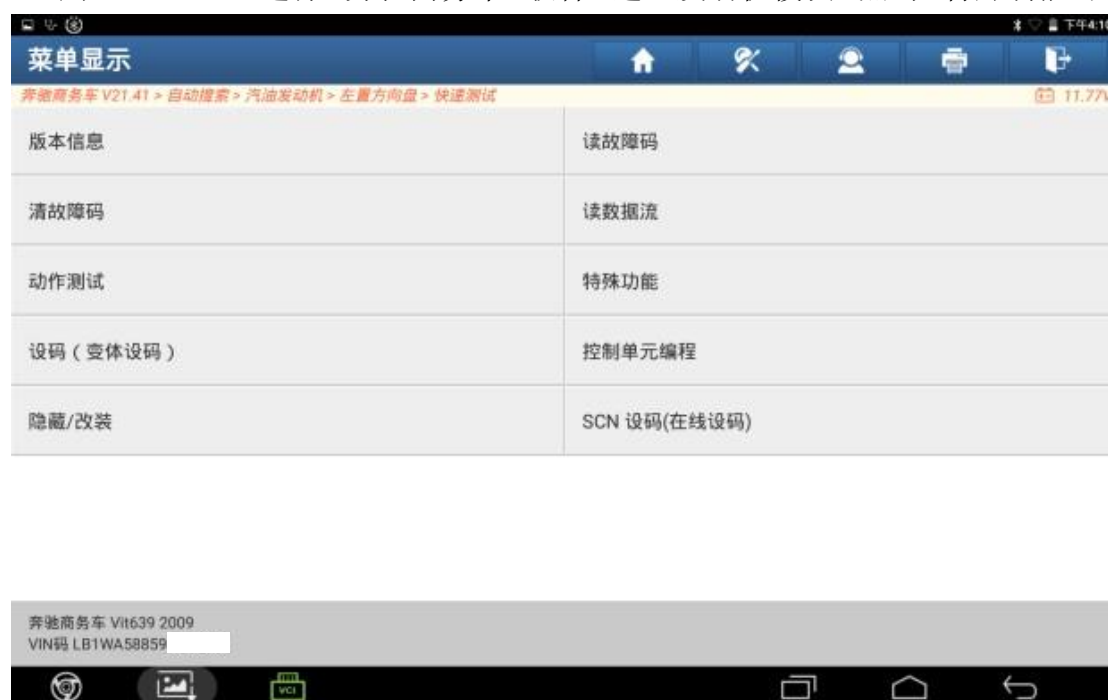 下午4:10
菜单显示
奔驰商务车 V21.41 > 自动搜索 > 汽油发动机 > 左置方向盘 > 快速测试
11.77V
版本信息
读故障码
清故障码
读数据流
动作测试
特殊功能
设码（变体设码）
控制单元编程
隐藏/改装
SCN 设码(在线设码)
奔驰商务车 Vit639 2009
VIN码 LB1WA58859
VCI